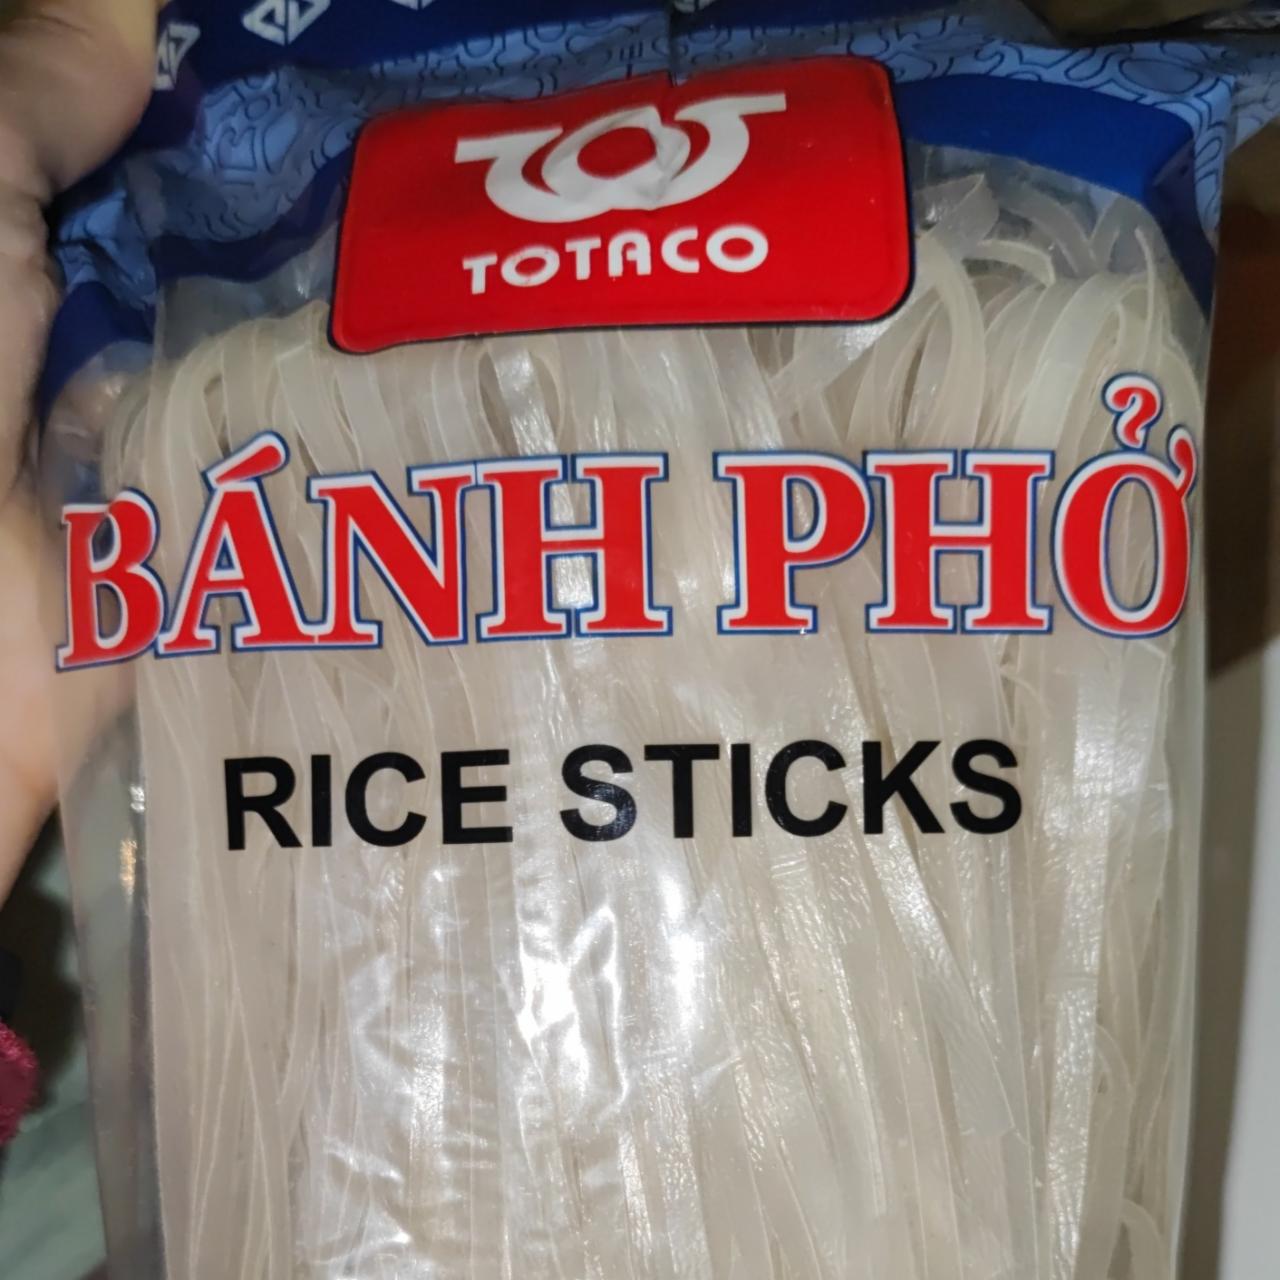 TOTACO
BÁNH PHỞ
RICE STICKS